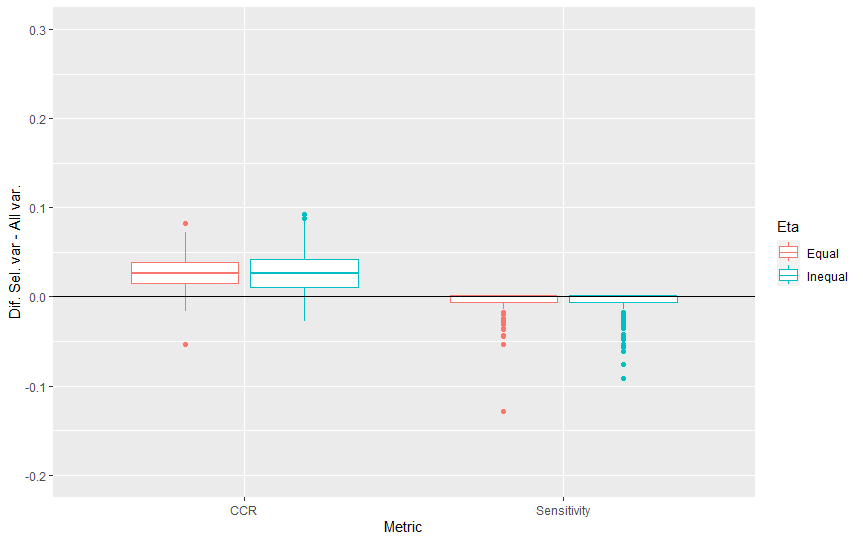 Dif. Sel. var - All var.
0.3
0.2
0.1
0.0
-0.1
-0.2
CCR
Sensitivity
Metric
Eta
Equal
Inequal